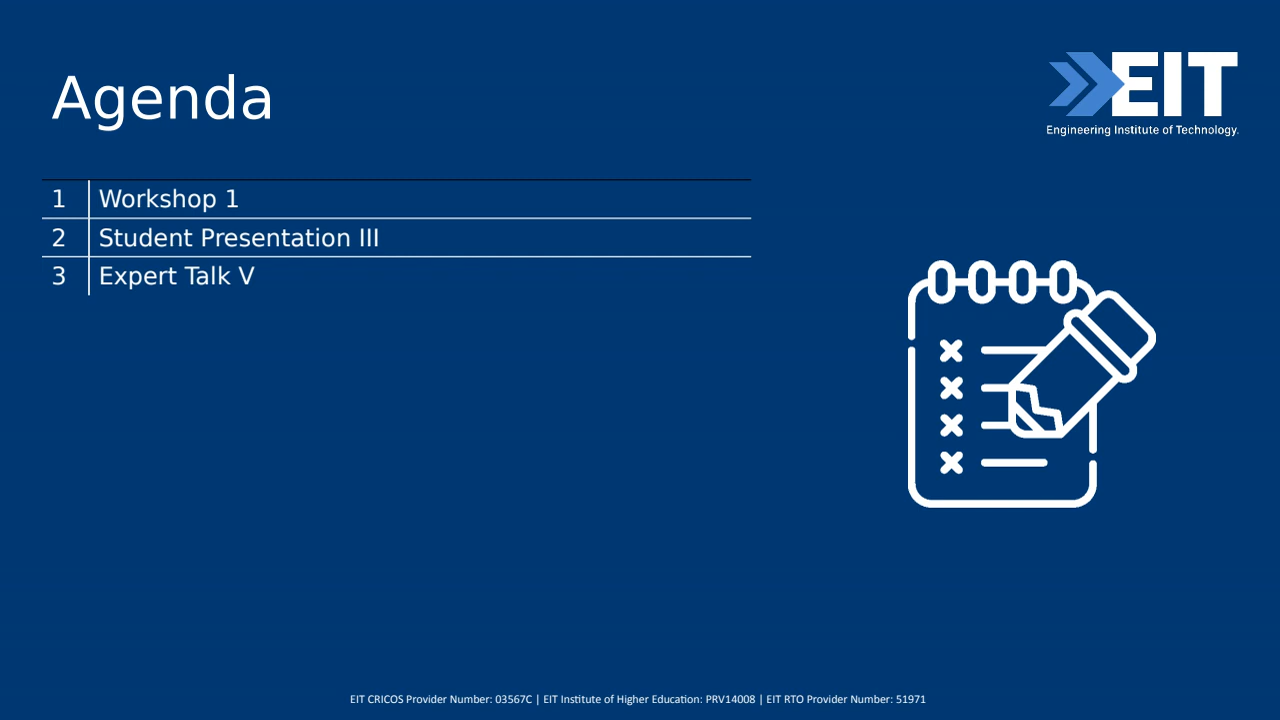 Agenda
EIT
Engineering Institute of Technology.
1 Workshop 1
2 Student Presentation III
3 Expert Talk V
EIT CRICOS Provider Number: 03567C | EIT Institute of Higher Education: PRV14008 | EIT RTO Provider Number: 51971